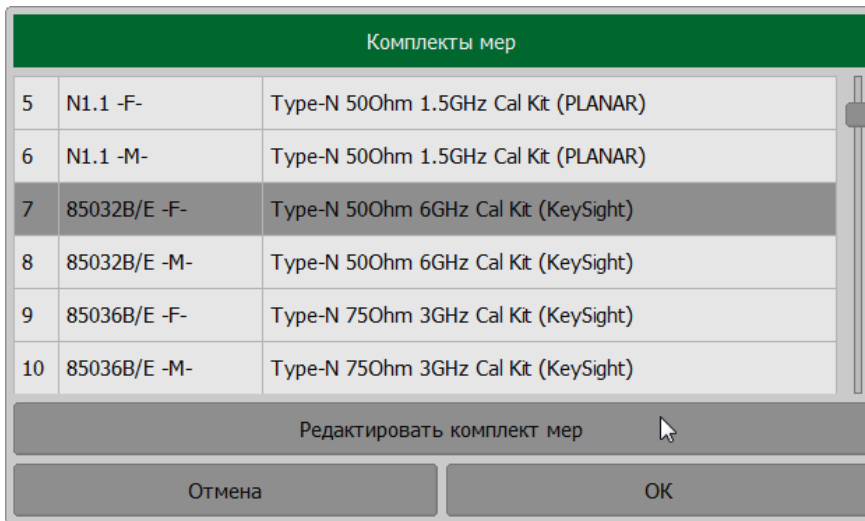 Комплекты мер
5 N1.1 -F- Type-N 50Ohm 1.5GHz Cal Kit (PLANAR)
6 N1.1 -M- Type-N 50Ohm 1.5GHz Cal Kit (PLANAR)
7 85032B/E -F- Type-N 50Ohm 6GHz Cal Kit (KeySight)
8 85032B/E -M- Type-N 50Ohm 6GHz Cal Kit (KeySight)
9 85036B/E -F- Type-N 75Ohm 3GHz Cal Kit (KeySight)
10 85036B/E -M- Type-N 75Ohm 3GHz Cal Kit (KeySight)
Редактировать комплект мер
Отмена OK